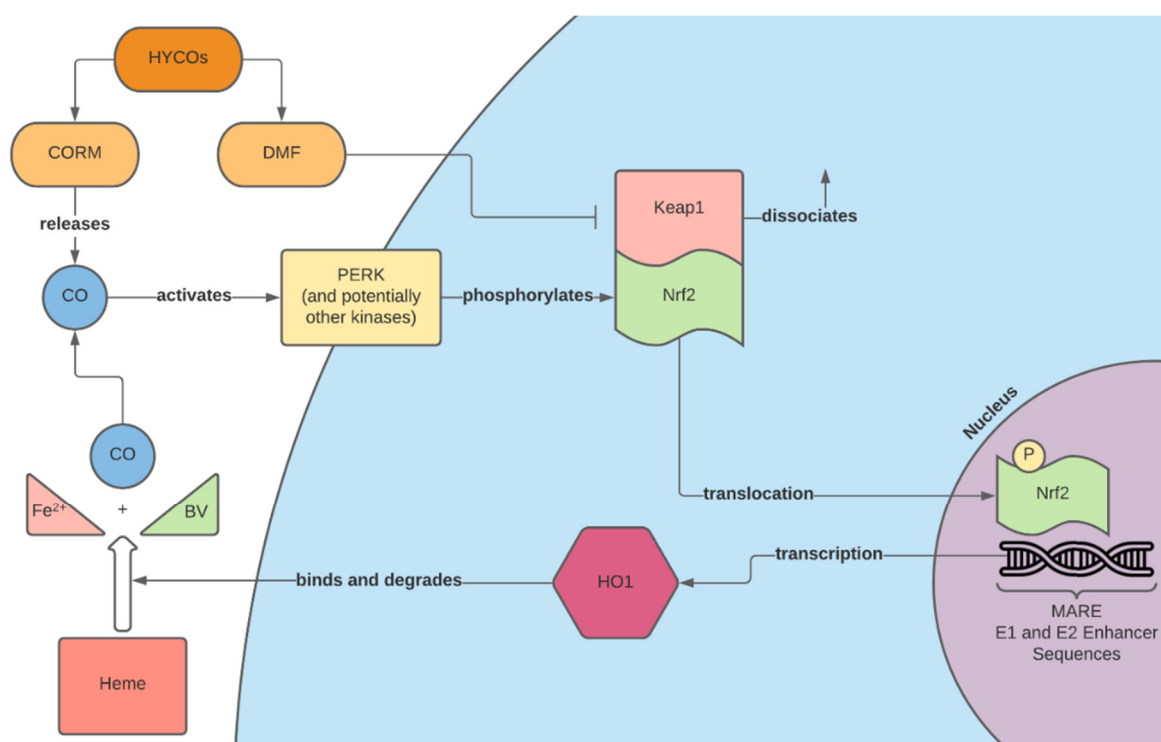 HYCOs
CORM
DMF
releases
CO
activates
PERK
(and potentially
other kinases)
phosphorylates
Keap1
dissociates
Nrf2
Nucleus
translocation
P
Nrf2
CO
Fe²⁺
+
BV
binds and degrades
HO1
transcription
MARE
E1 and E2 Enhancer
Sequences
Heme